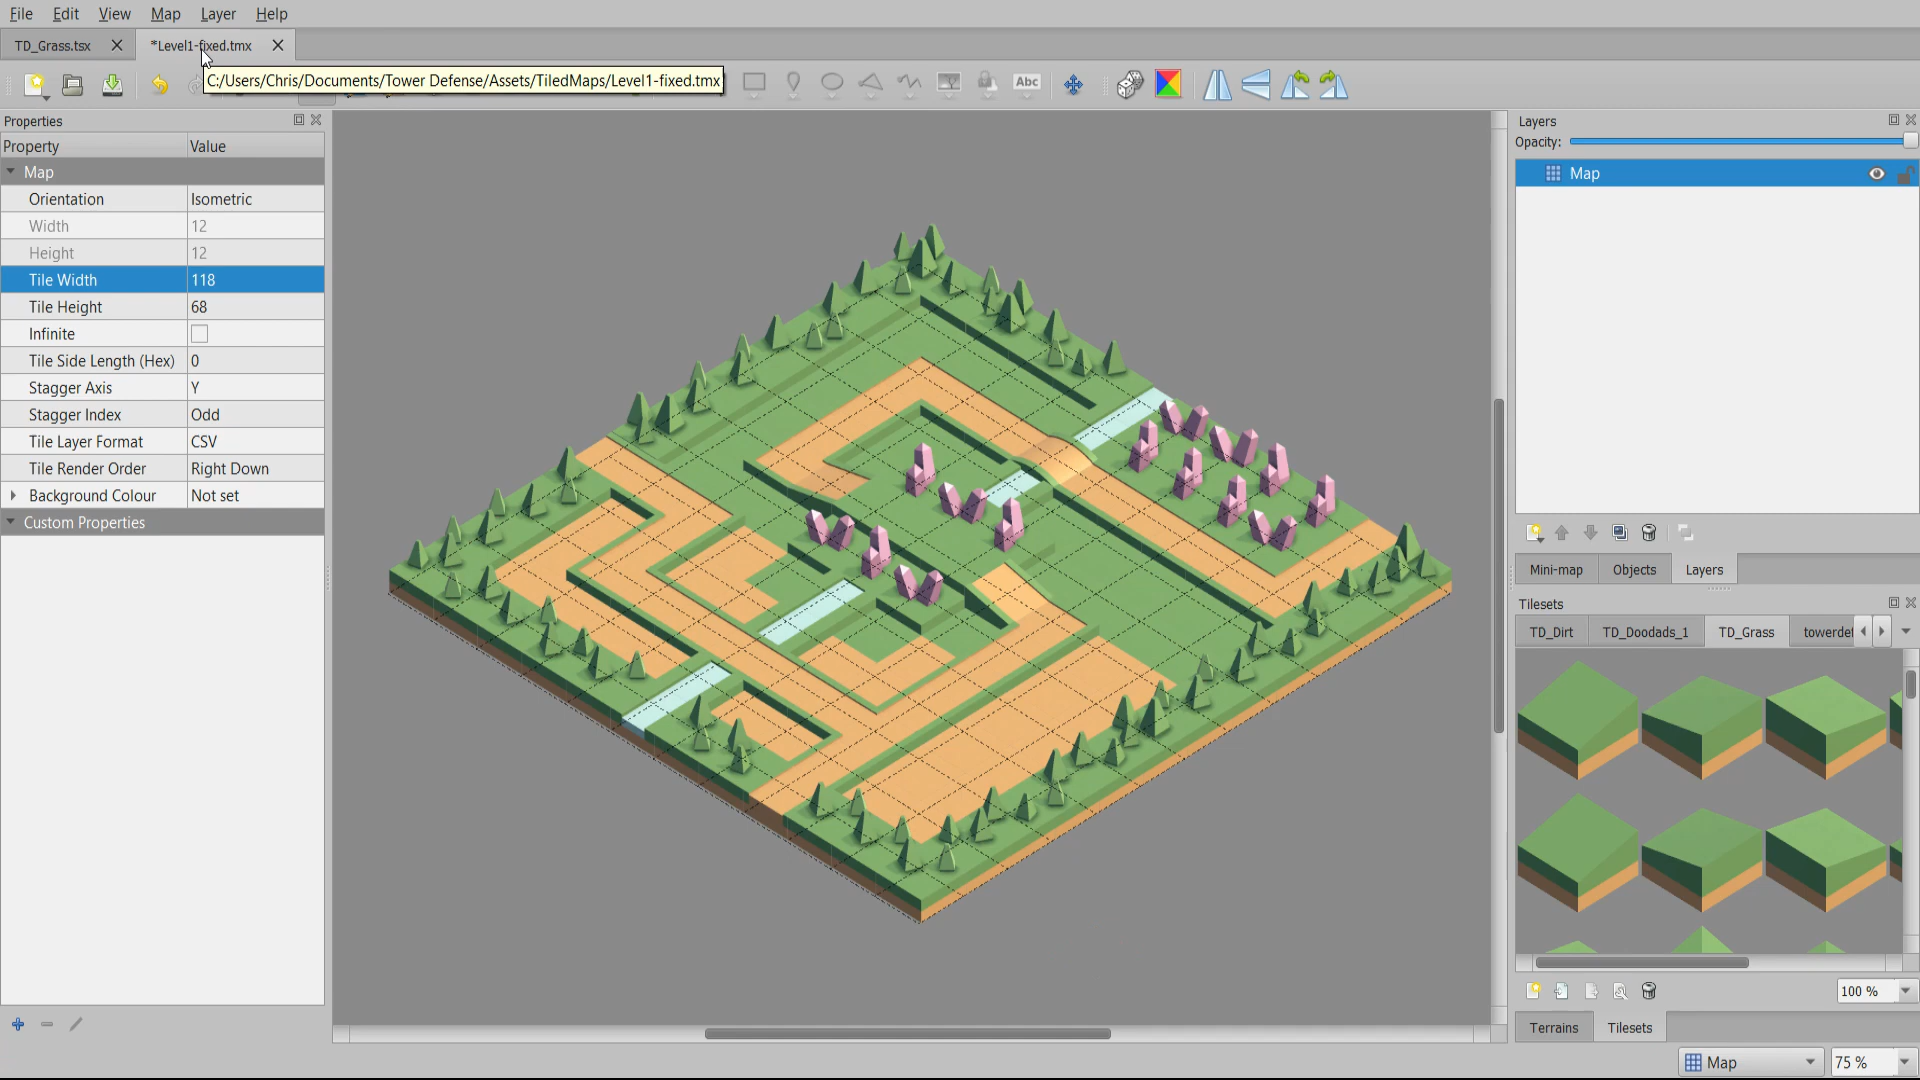 File Edit View Map Layer Help
TD_Grass.tsx *Level1-fixed.tmx
C:/Users/Chris/Documents/Tower Defense/Assets/TiledMaps/Level1-fixed.tmx
Abc
Properties
Property Value
Map
Orientation Isometric
Width 12
Height 12
Tile Width 118
Tile Height 68
Infinite
Tile Side Length (Hex) 0
Stagger Axis Y
Stagger Index Odd
Tile Layer Format CSV
Tile Render Order Right Down
Background Colour Not set
Custom Properties
Layers
Opacity:
Map
Mini-map Objects Layers
Tilesets
TD_Dirt TD_Doodads_1 TD_Grass towerdef
100 %
Terrains Tilesets
Map 75 %